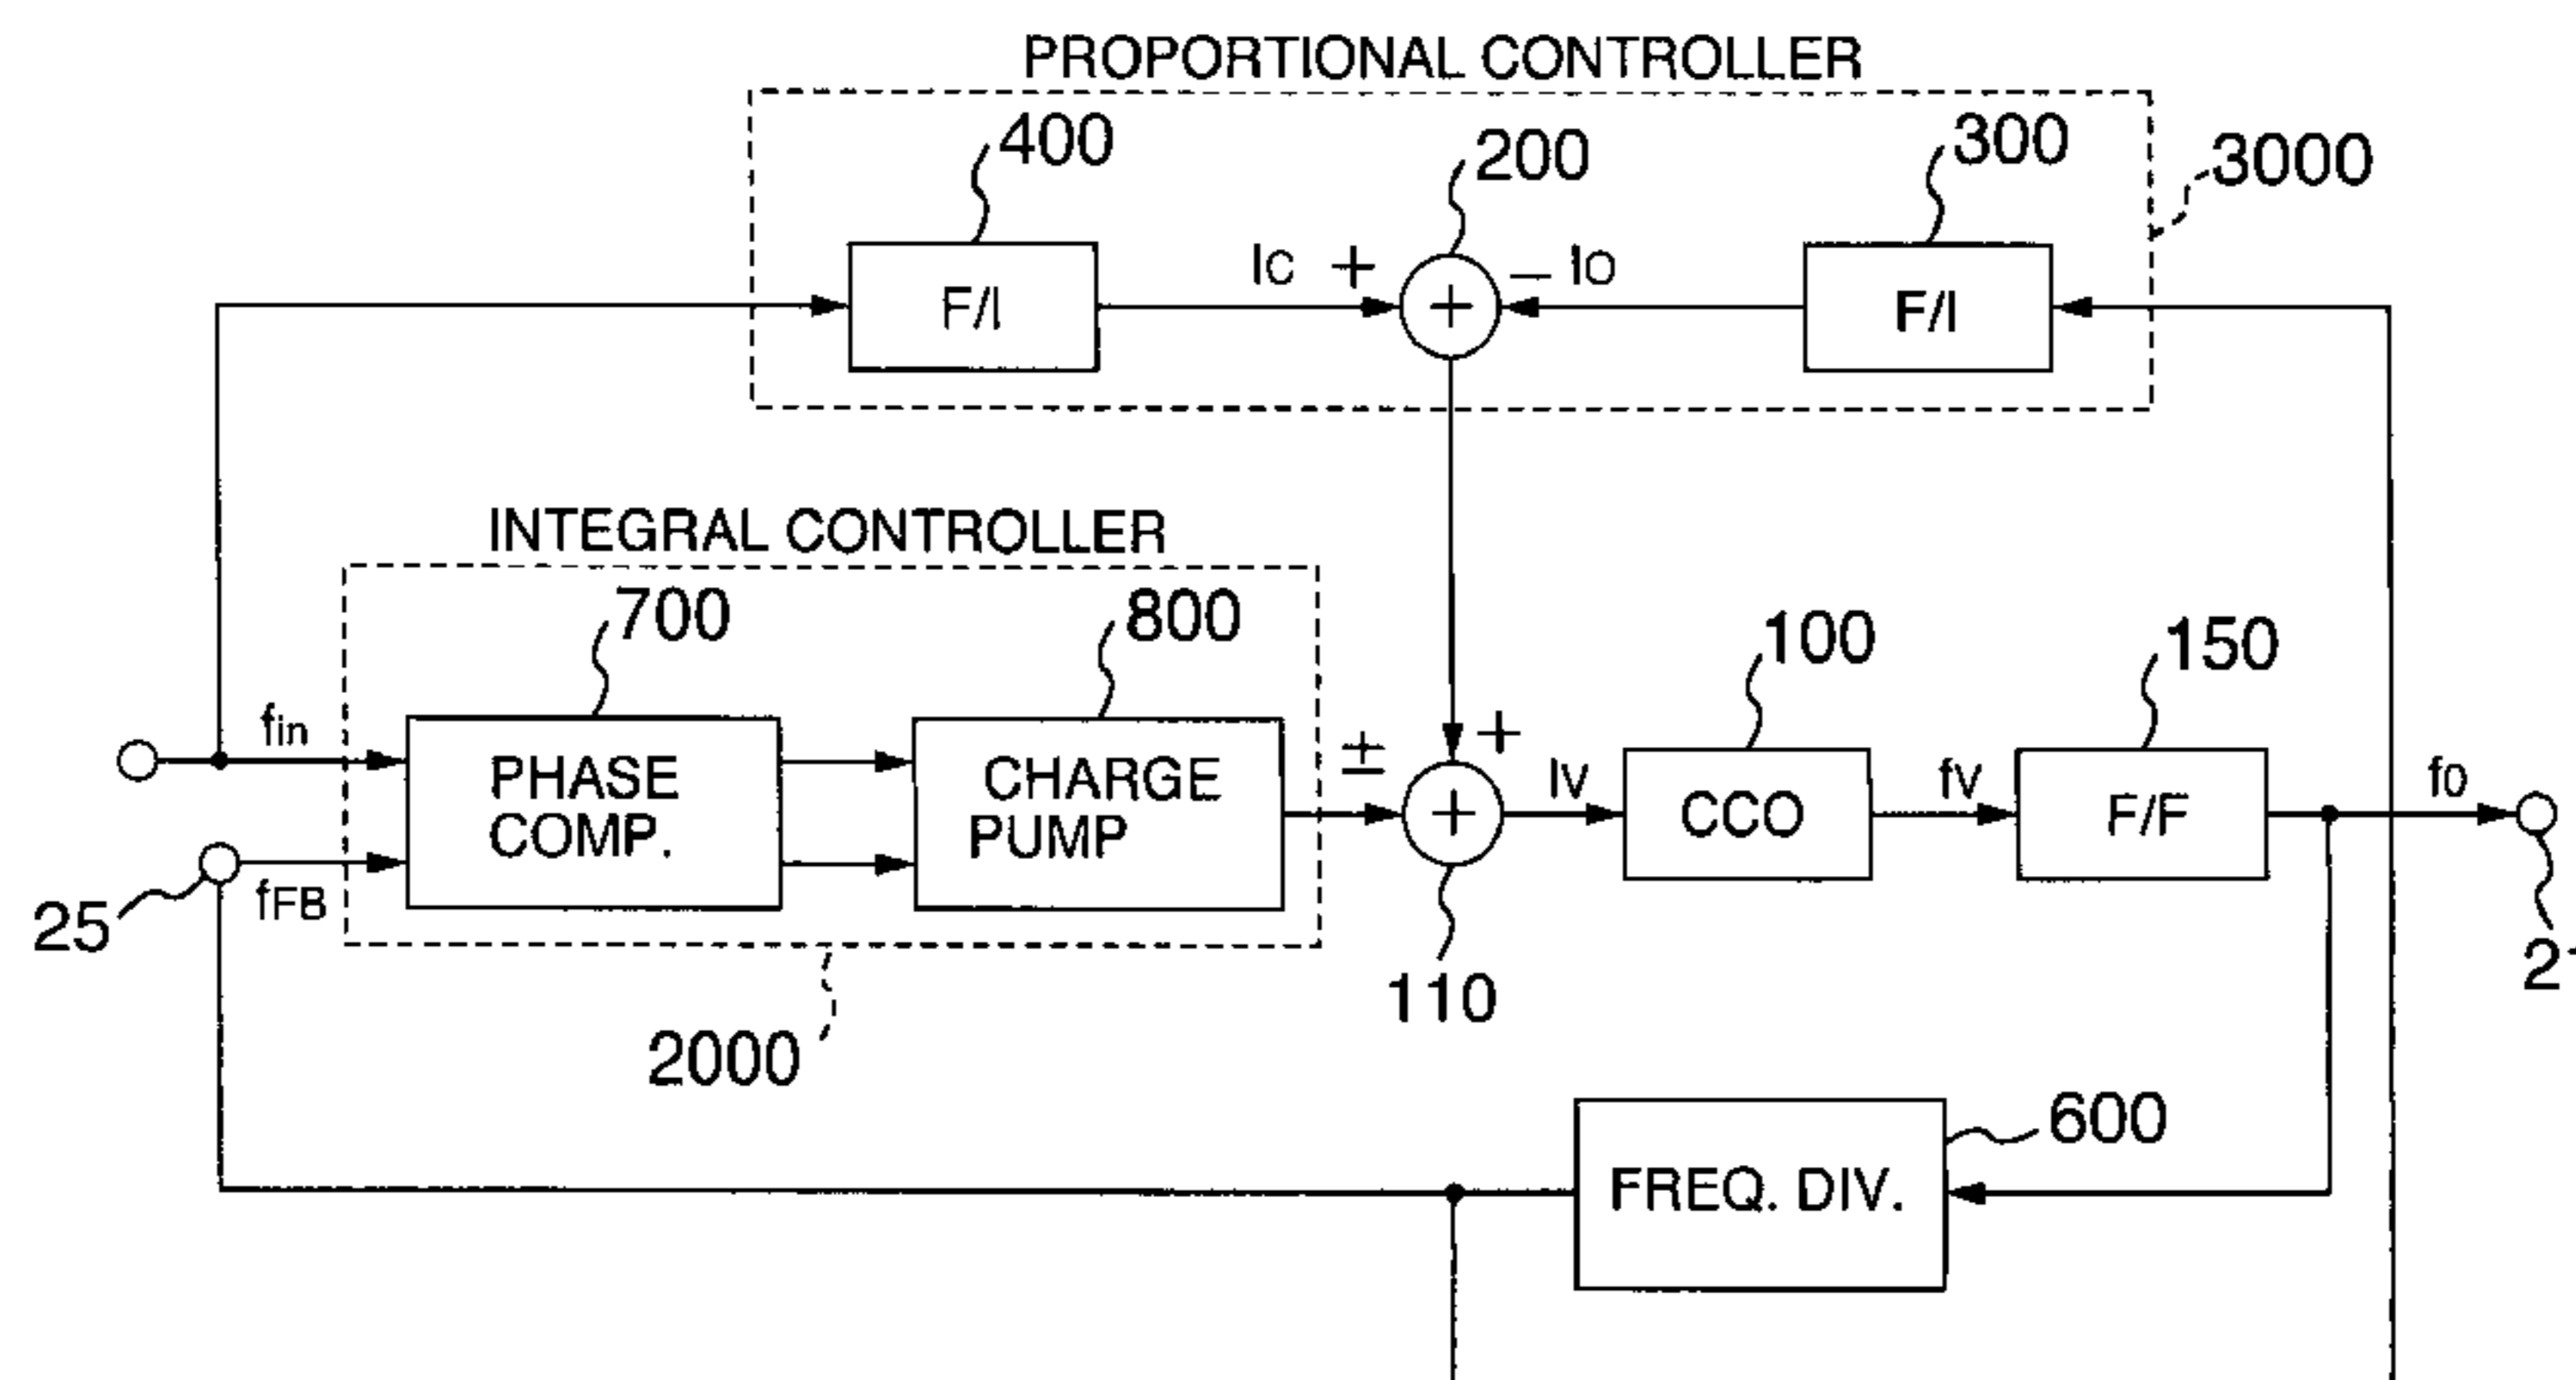 PROPORTIONAL CONTROLLER
400
200
300
3000
IC + − IO
F/I
+
F/I
INTEGRAL CONTROLLER
700
800
100
150
fin
PHASE COMP.
CHARGE PUMP
±
+
+
IV
CCO
fV
F/F
fO
25
fFB
110
2000
600
FREQ. DIV.